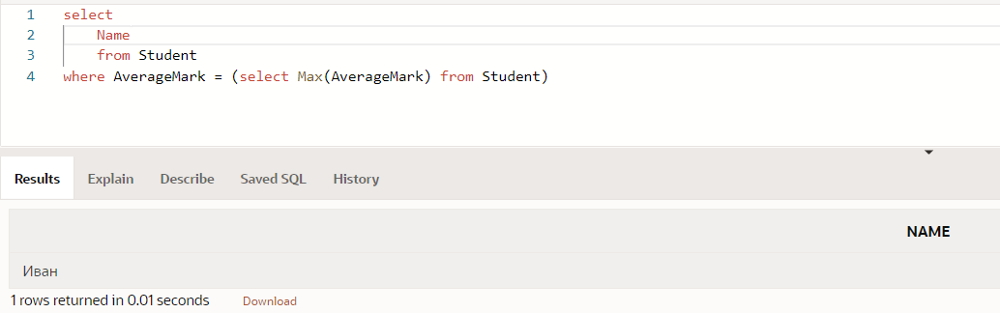 1 select
2 Name
3 from Student
4 where AverageMark = (select Max(AverageMark) from Student)
Results Explain Describe Saved SQL History
NAME
Иван
1 rows returned in 0.01 seconds Download